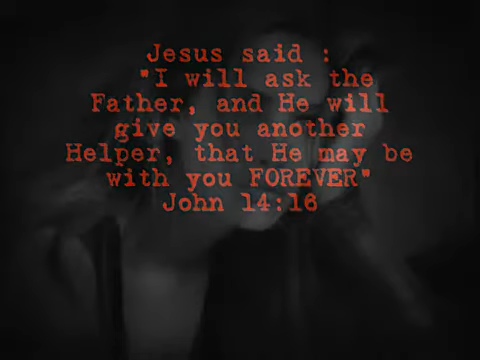 Jesus said :
"I will ask the
Father, and He will
give you another
Helper, that He may be
with you FOREVER"
John 14:16